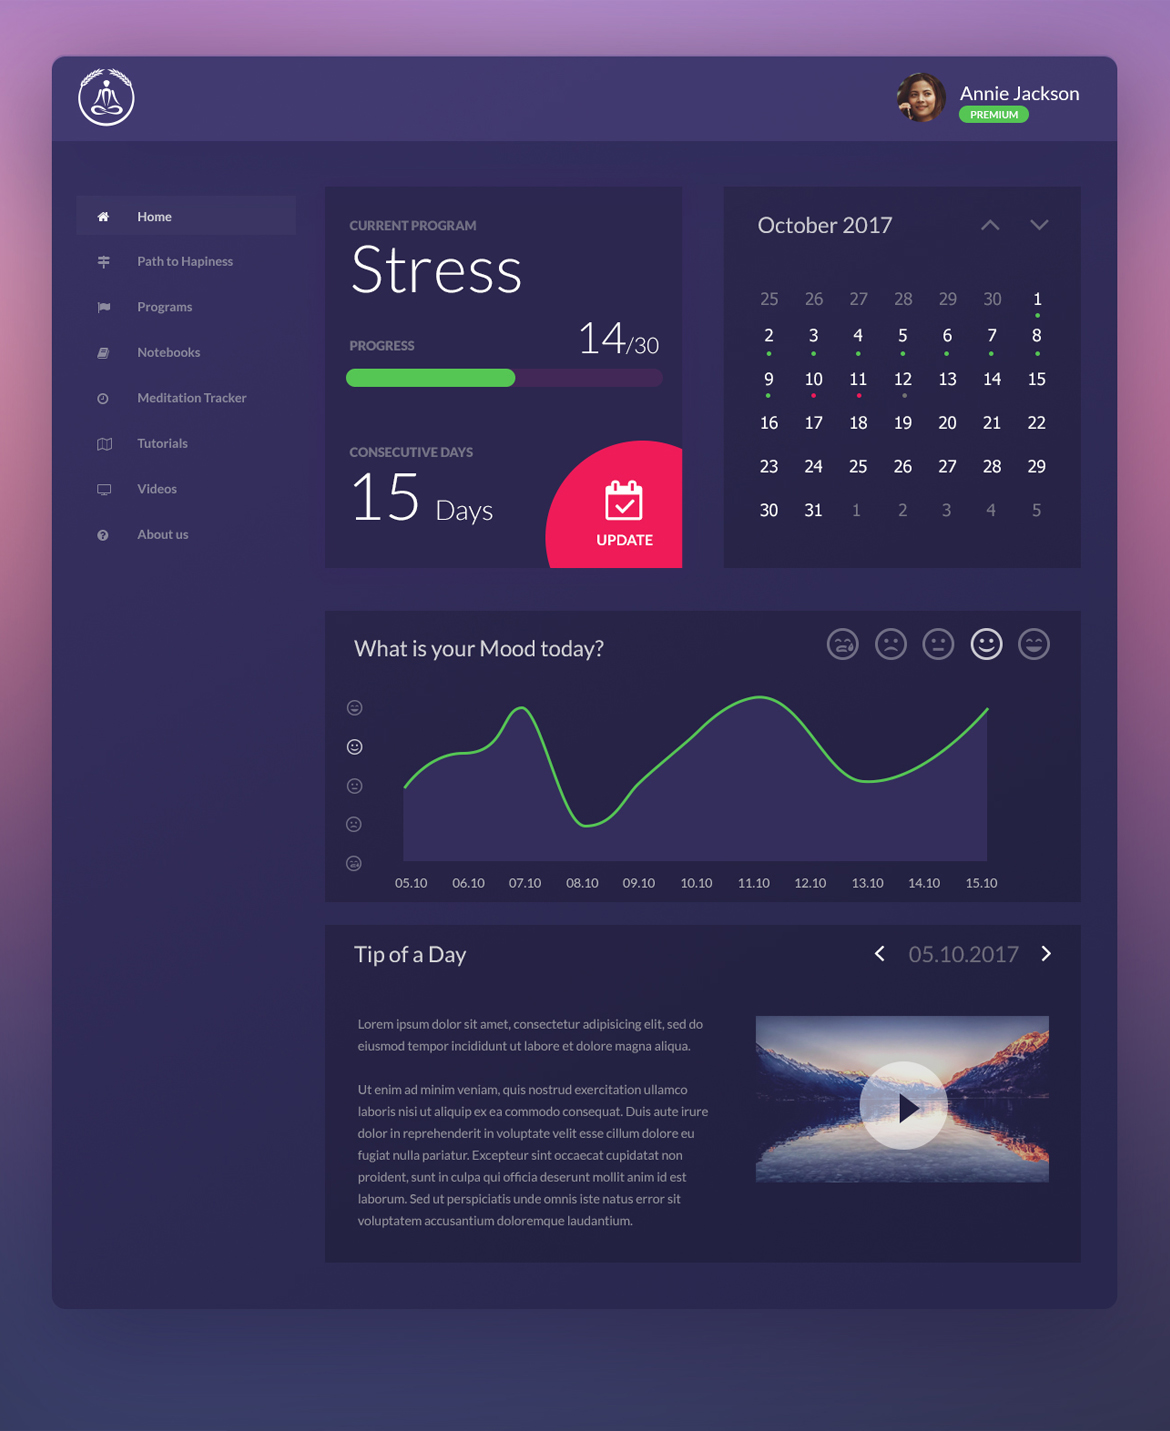 Annie Jackson
PREMIUM
Home
Path to Hapiness
Programs
Notebooks
Meditation Tracker
Tutorials
Videos
About us
CURRENT PROGRAM
Stress
PROGRESS
14/30
CONSECUTIVE DAYS
15 Days
UPDATE
October 2017
25 26 27 28 29 30 1
2 3 4 5 6 7 8
9 10 11 12 13 14 15
16 17 18 19 20 21 22
23 24 25 26 27 28 29
30 31 1 2 3 4 5
What is your Mood today?
05.10 06.10 07.10 08.10 09.10 10.10 11.10 12.10 13.10 14.10 15.10
Tip of a Day
05.10.2017
Lorem ipsum dolor sit amet, consectetur adipisicing elit, sed do
eiusmod tempor incididunt ut labore et dolore magna aliqua.
Ut enim ad minim veniam, quis nostrud exercitation ullamco
laboris nisi ut aliquip ex ea commodo consequat. Duis aute irure
dolor in reprehenderit in voluptate velit esse cillum dolore eu
fugiat nulla pariatur. Excepteur sint occaecat cupidatat non
proident, sunt in culpa qui officia deserunt mollit anim id est
laborum. Sed ut perspiciatis unde omnis iste natus error sit
voluptatem accusantium doloremque laudantium.